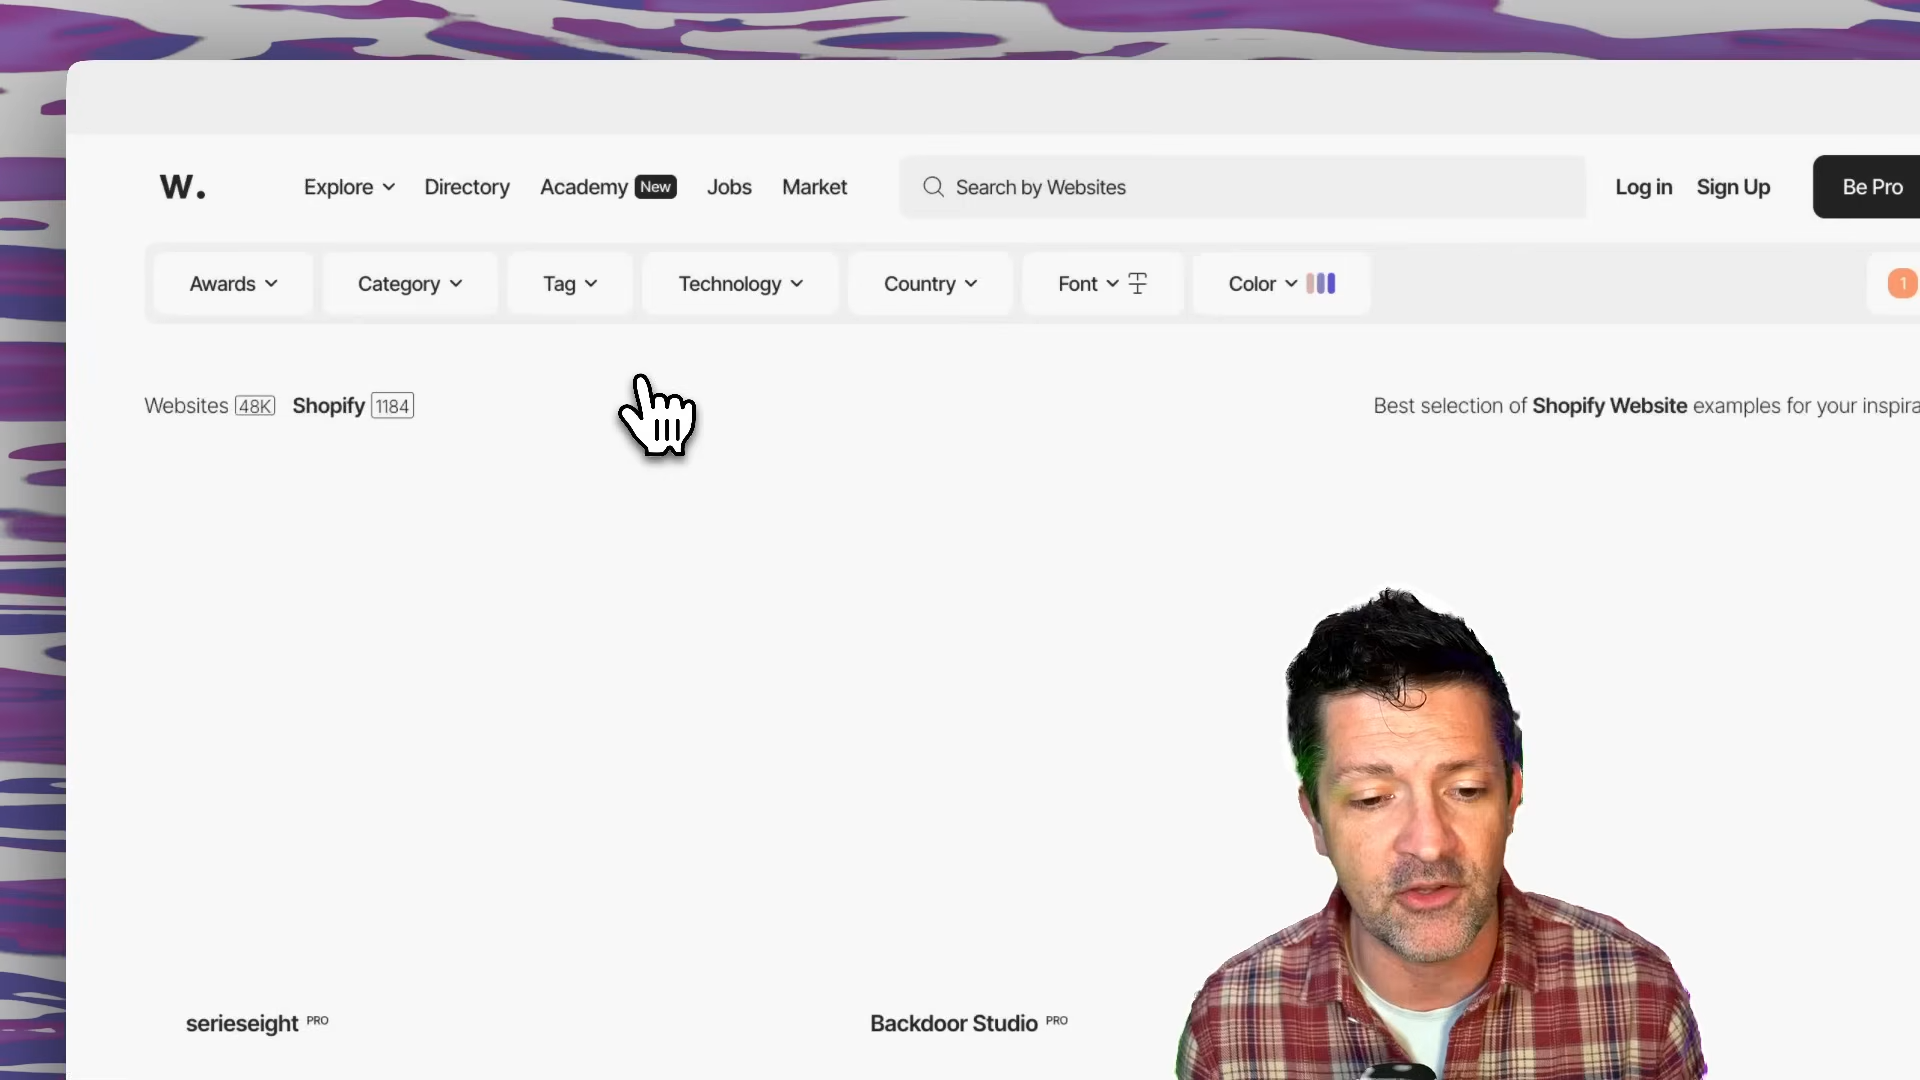 W. Explore Directory Academy New Jobs Market Search by Websites Log in Sign Up Be Pro
Awards Category Tag Technology Country Font Color 1
Websites 48K Shopify 1184 Best selection of Shopify Website examples for your inspira
serieseight PRO Backdoor Studio PRO